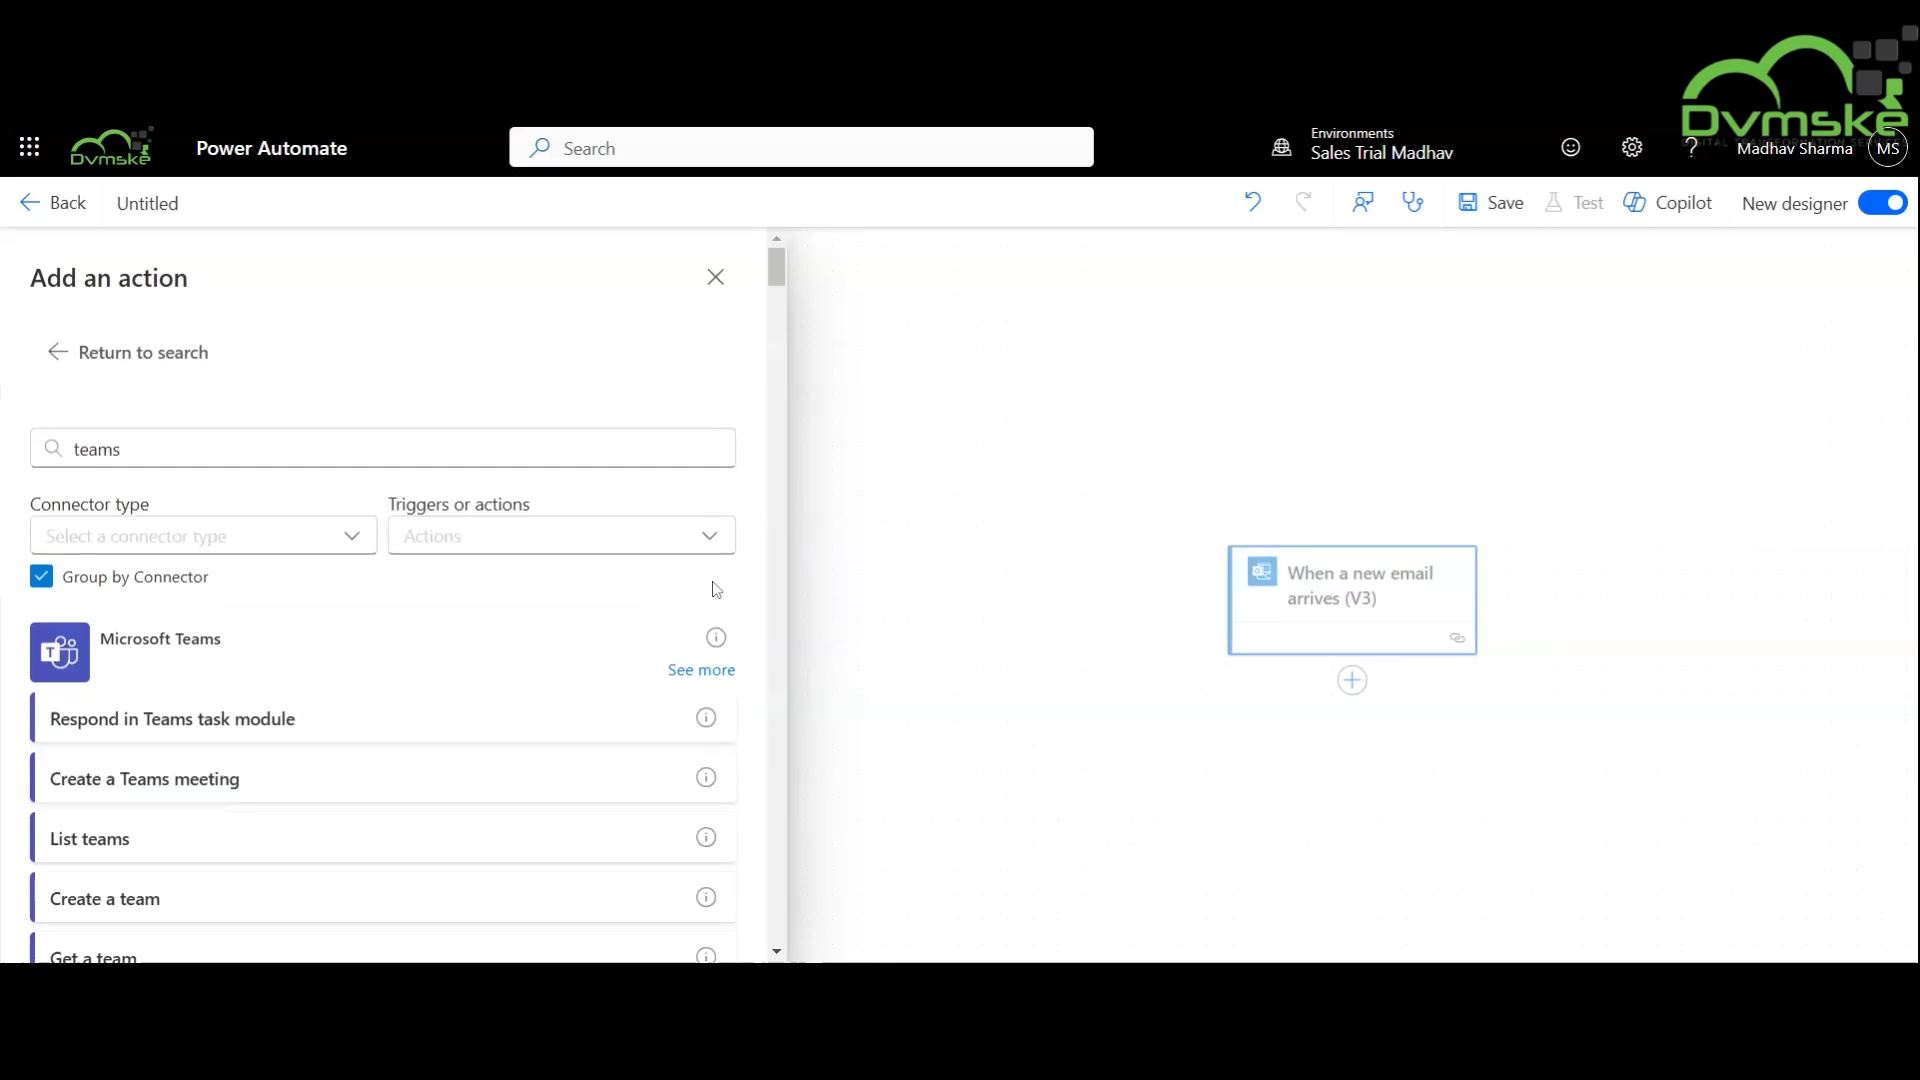 Dvmske
Dvmske
Power Automate
Search
Environments
Sales Trial Madhav
?
Madhav Sharma
MS
Back
Untitled
Save
Test
Copilot
New designer
Add an action
Return to search
teams
Connector type
Triggers or actions
Select a connector type
Actions
Group by Connector
Microsoft Teams
See more
Respond in Teams task module
Create a Teams meeting
List teams
Create a team
Get a team
When a new email
arrives (V3)